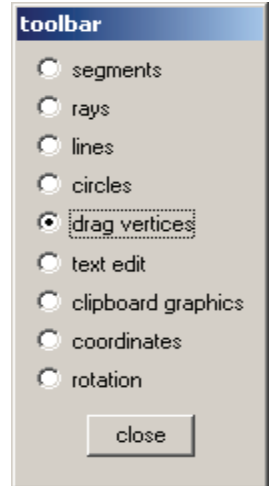 toolbar
segments
rays
lines
circles
drag vertices
text edit
clipboard graphics
coordinates
rotation
close